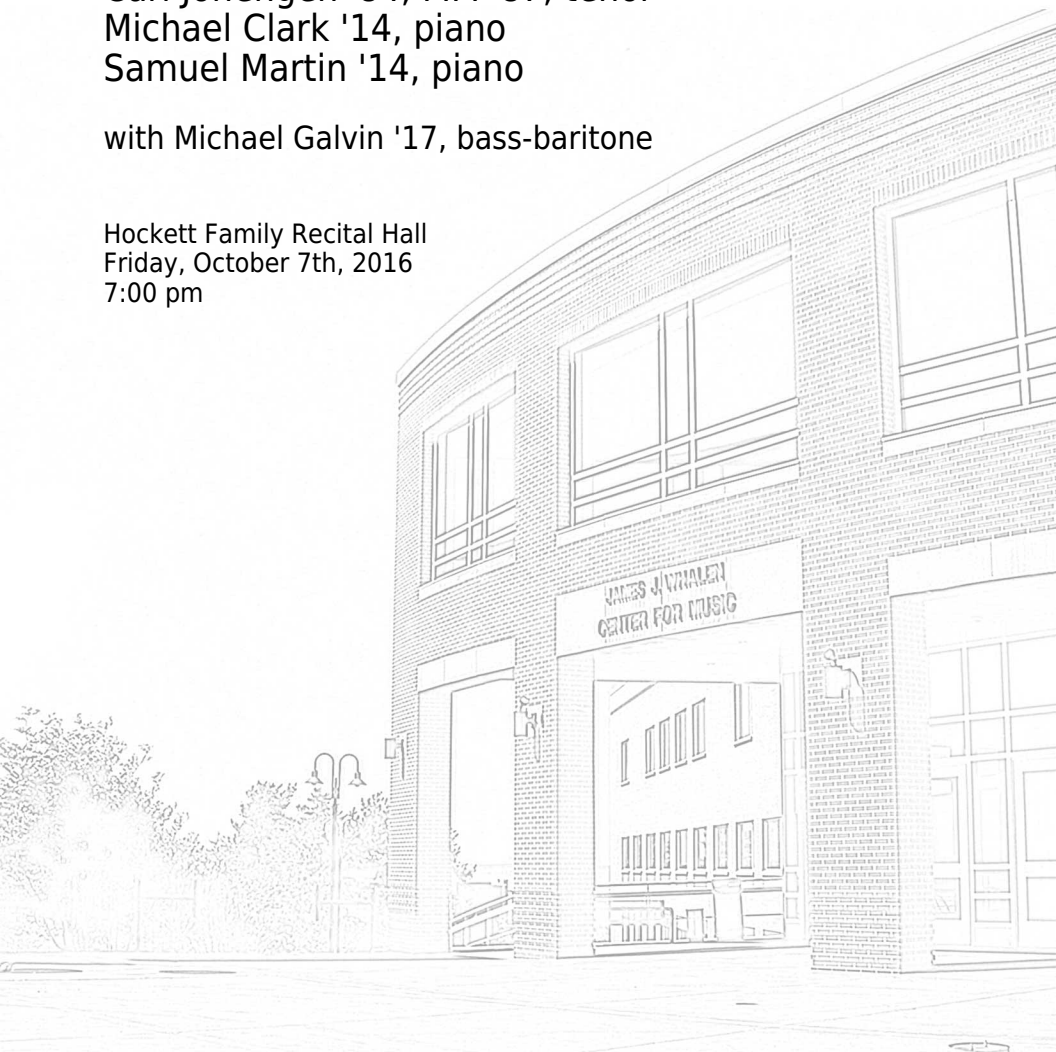 tenor
Michael Clark '14, piano
Samuel Martin '14, piano
with Michael Galvin '17, bass-baritone
Hockett Family Recital Hall
Friday, October 7th, 2016
7:00 pm
JAMES J. WHALEN
CENTER FOR MUSIC